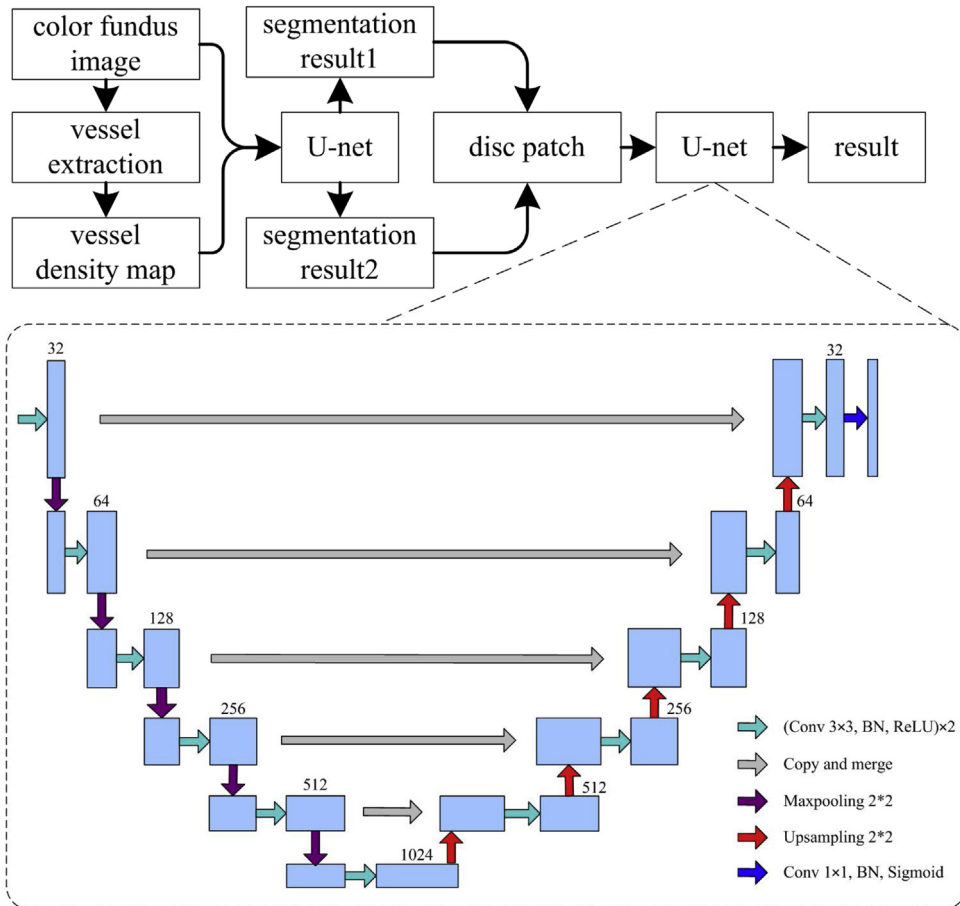 color fundus
image
vessel
extraction
vessel
density map
U-net
segmentation
result1
segmentation
result2
disc patch
U-net
result
32
64
128
256
512
1024
512
256
128
64
32
(Conv 3×3, BN, ReLU)×2
Copy and merge
Maxpooling 2*2
Upsampling 2*2
Conv 1×1, BN, Sigmoid